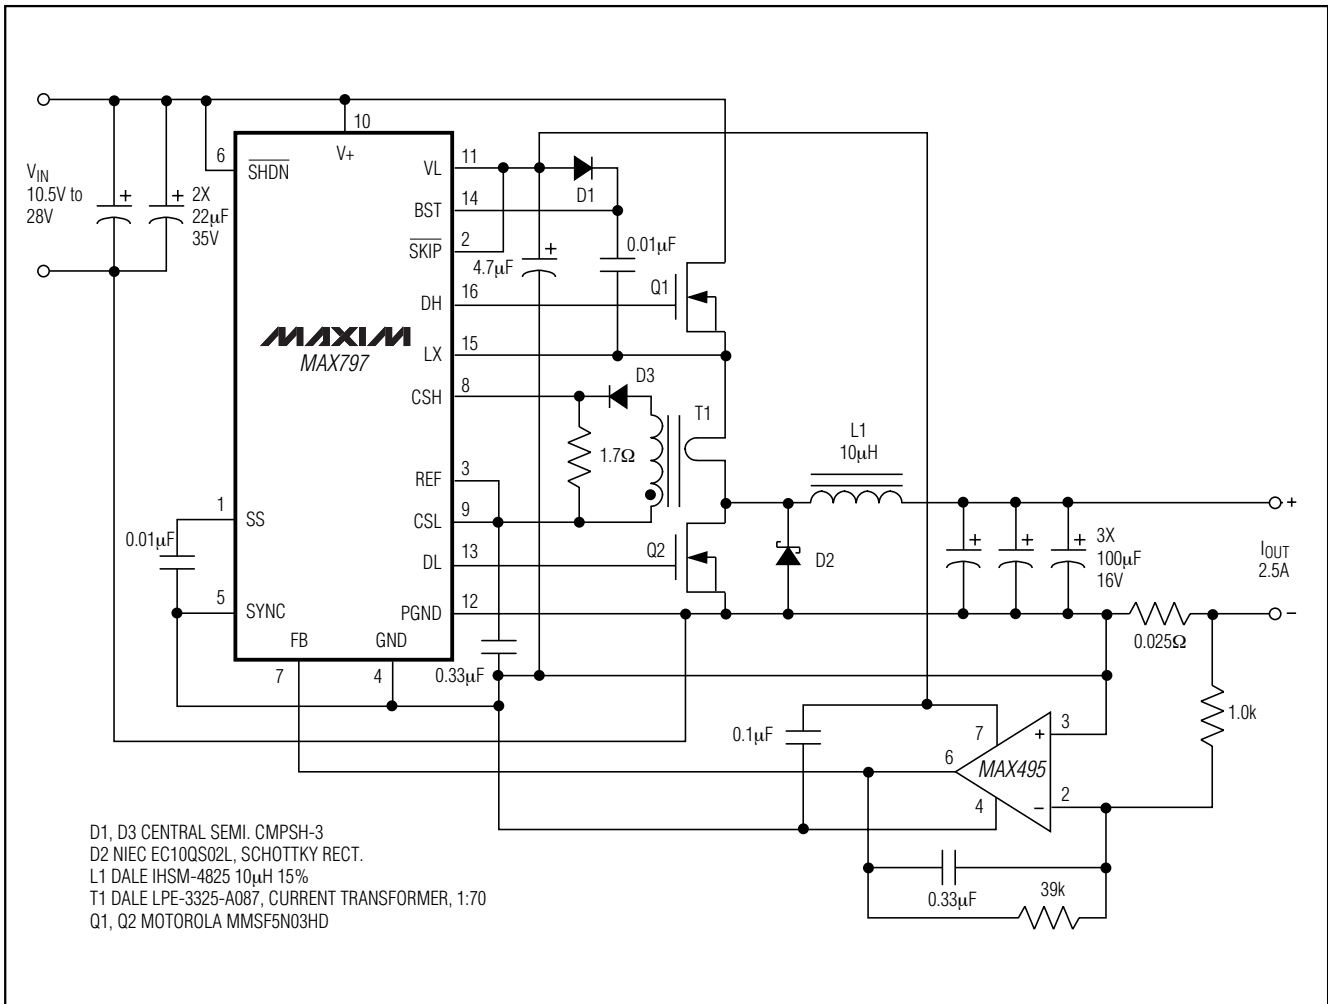 10
6
V+
SHDN
VL
11
BST
14
SKIP
2
DH
16
LX
15
CSH
8
REF
3
CSL
9
DL
13
PGND
12
1
SS
5
SYNC
FB
GND
7
4
VIN
10.5V to
28V
+
+
2X
22µF
35V
MAXIM
MAX797
D1
4.7µF
+
0.01µF
Q1
D3
T1
1.7Ω
L1
10µH
0.01µF
Q2
D2
+
+
+
3X
100µF
16V
+
IOUT
2.5A
–
0.025Ω
0.33µF
1.0k
0.1µF
7
+
3
6
MAX495
4
–
2
0.33µF
39k
D1, D3 CENTRAL SEMI. CMPSH-3
D2 NIEC EC10QS02L, SCHOTTKY RECT.
L1 DALE IHSM-4825 10µH 15%
T1 DALE LPE-3325-A087, CURRENT TRANSFORMER, 1:70
Q1, Q2 MOTOROLA MMSF5N03HD